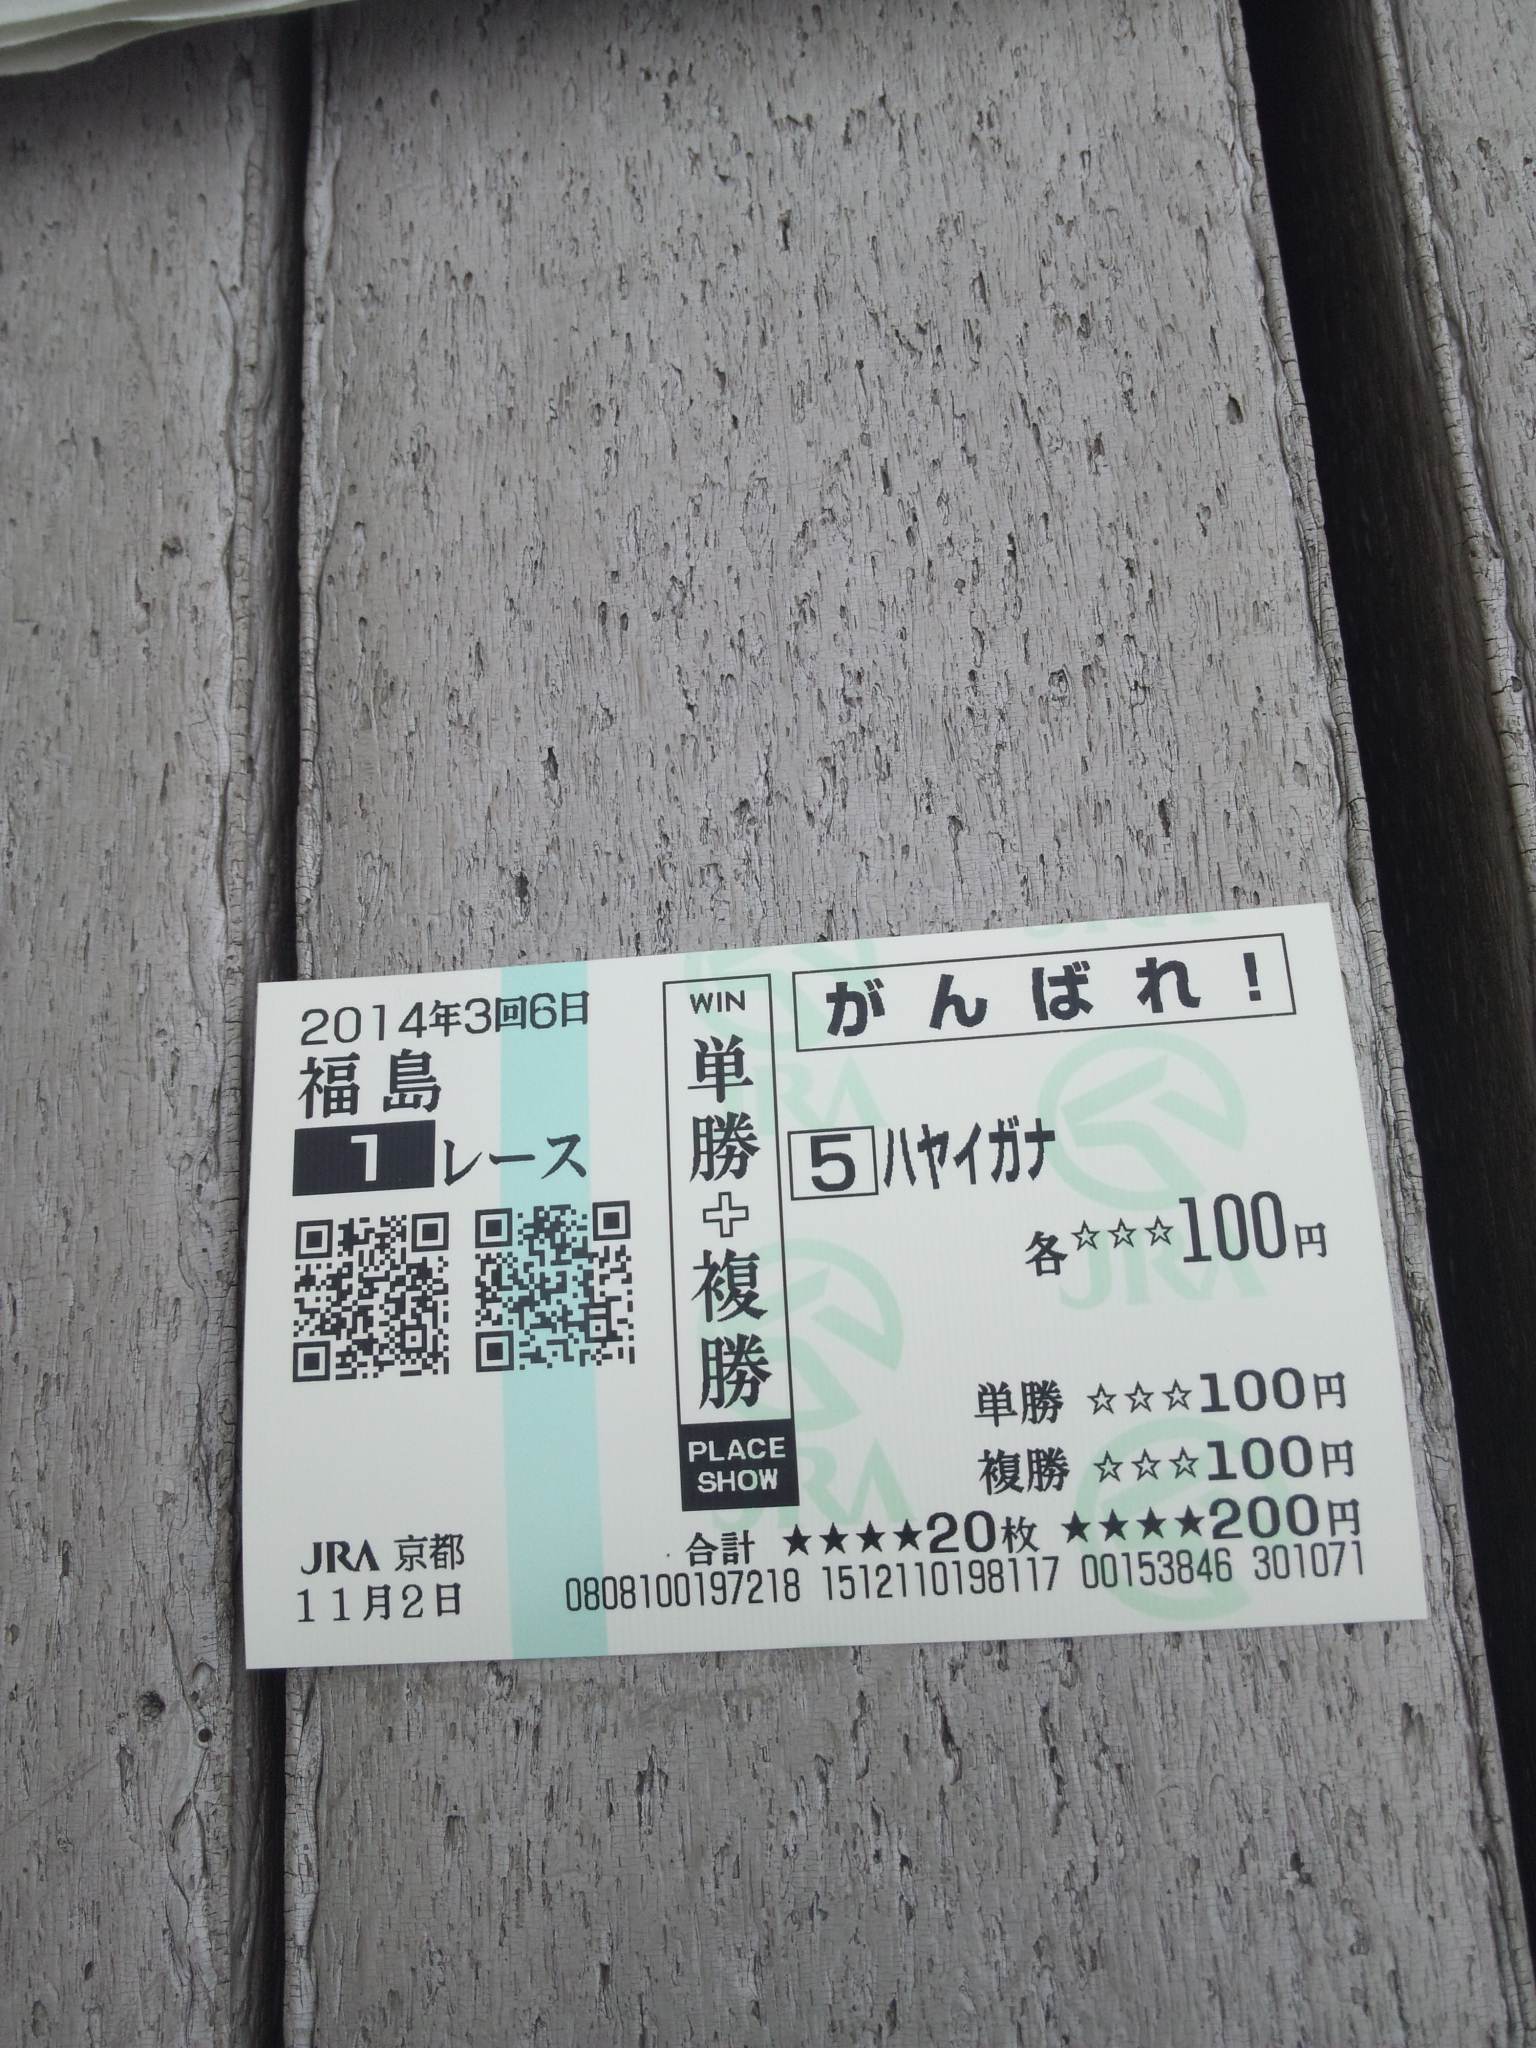 2014年3回6日
福島
1レース
JRA 京都
11月2日
WIN
単勝+複勝
PLACE
SHOW
がんばれ!
5 ハヤイガナ
各☆☆☆100円
単勝 ☆☆☆100円
複勝 ☆☆☆100円
合計 ★★★★20枚 ★★★★200円
0808100197218 1512110198117 00153846 301071
JRA
JRA
JRA